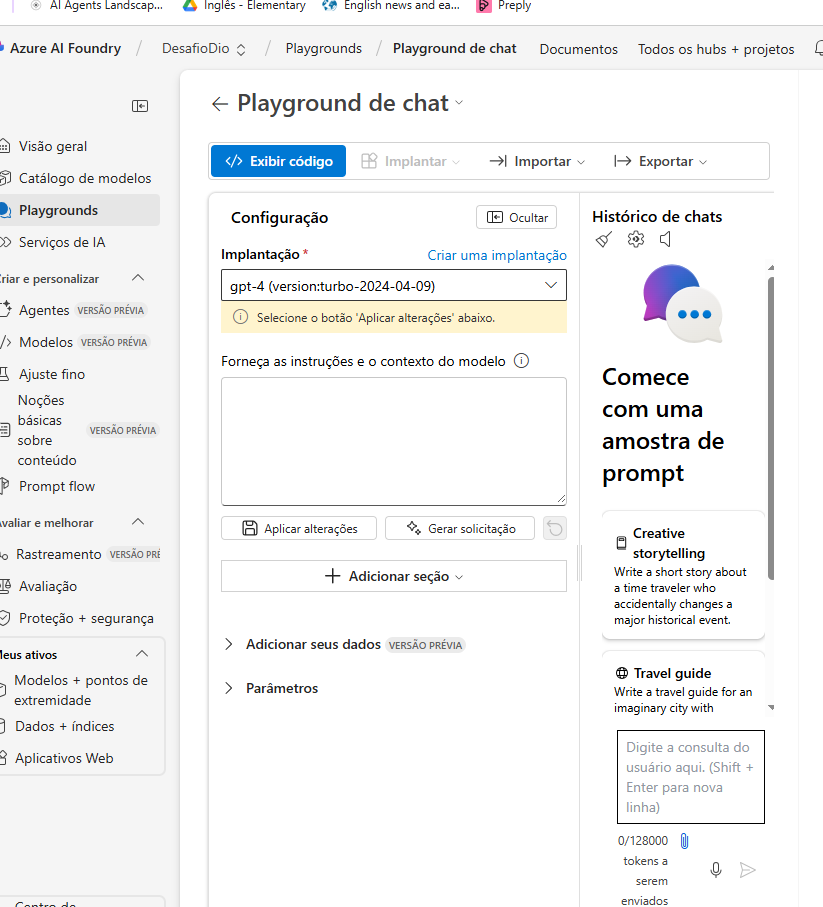 AI Agents Landscap...
Inglês - Elementary
English news and ea...
Preply
Azure AI Foundry / DesafioDio / Playgrounds / Playground de chat
Documentos
Todos os hubs + projetos
Visão geral
Catálogo de modelos
Playgrounds
Serviços de IA
riar e personalizar
Agentes VERSÃO PRÉVIA
Modelos VERSÃO PRÉVIA
Ajuste fino
Noções
básicas
sobre
conteúdo
VERSÃO PRÉVIA
Prompt flow
valiar e melhorar
Rastreamento VERSÃO PRÉ
Avaliação
Proteção + segurança
Meus ativos
Modelos + pontos de
extremidade
Dados + índices
Aplicativos Web
Centro de
Playground de chat
Exibir código
Implantar
Importar
Exportar
Configuração
Ocultar
Implantação *
Criar uma implantação
gpt-4 (version:turbo-2024-04-09)
Selecione o botão 'Aplicar alterações' abaixo.
Forneça as instruções e o contexto do modelo
Aplicar alterações
Gerar solicitação
Adicionar seção
Adicionar seus dados VERSÃO PRÉVIA
Parâmetros
Histórico de chats
Comece
com uma
amostra de
prompt
Creative
storytelling
Write a short story about
a time traveler who
accidentally changes a
major historical event.
Travel guide
Write a travel guide for an
imaginary city with
Digite a consulta do
usuário aqui. (Shift +
Enter para nova
linha)
0/128000
tokens a
serem
enviados